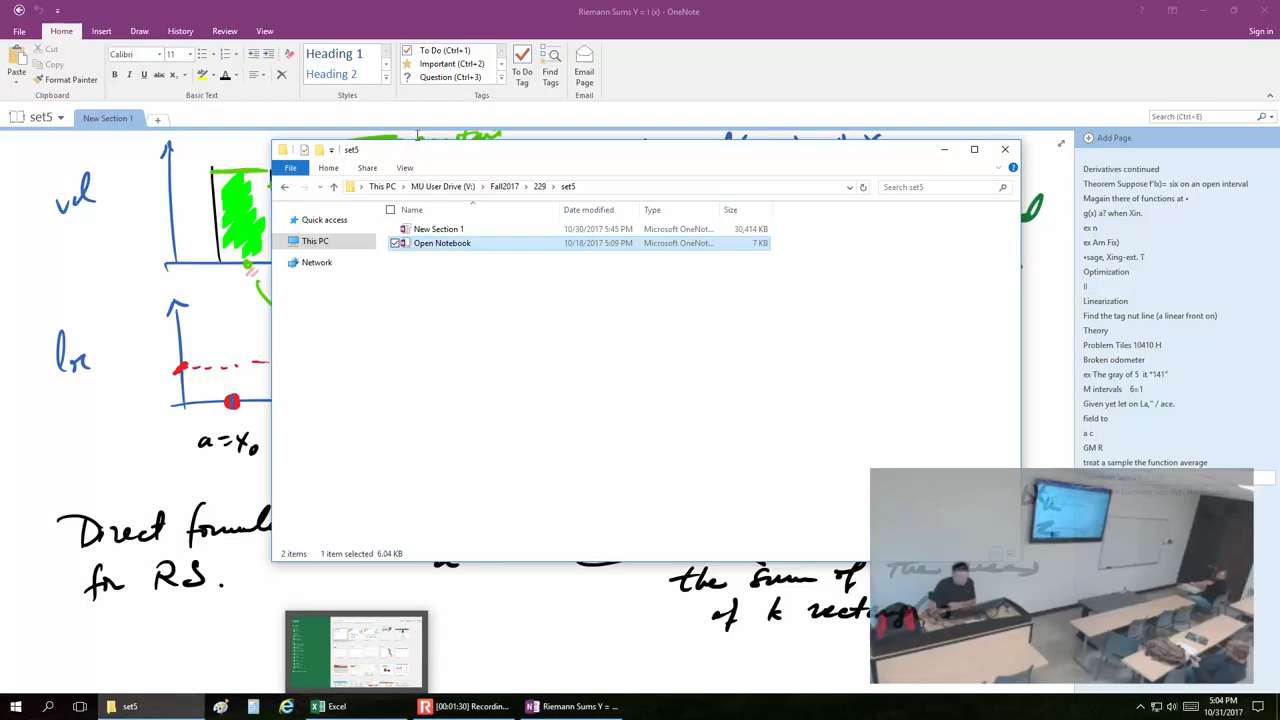 Riemann Sums Y = I (x) - OneNote
? Sign in
File Home Insert Draw History Review View
Paste Cut Copy Format Painter Clipboard
Calibri 11 B I U abc x₂ A Basic Text
Heading 1
Heading 2
Styles
To Do (Ctrl+1)
Important (Ctrl+2)
Question (Ctrl+3)
To Do Tag Find Tags Tags
Email Page Email
set5 New Section 1 Search (Ctrl+E)
Add Page
Derivatives continued
Theorem Suppose f'lx)= six on an open interval
Magain there of functions at •
g(x) a? when Xin.
ex n
ex Am Fix)
•sage, Xing-ext. T
Optimization
||
Linearization
Find the tag nut line (a linear front on)
Theory
Problem Tiles 10410 H
Broken odometer
ex The gray of 5 it *141"
M intervals 6=1
Given yet let on La," / ace.
field to
a c
GM R
treat a sample the function average
vel
a = x₀
Direct formula
for RS.
the sum of
of k rectang
set5
File Home Share View
This PC MU User Drive (V:) Fall2017 229 set5 Search set5
Quick access
This PC
Network
Name Date modified Type Size
New Section 1 10/30/2017 5:45 PM Microsoft OneNot... 30,414 KB
Open Notebook 10/18/2017 5:09 PM Microsoft OneNot... 7 KB
2 items 1 item selected 6.04 KB
set5 Excel [00:01:30] Recordin... Riemann Sums Y = ...
5:04 PM
10/31/2017